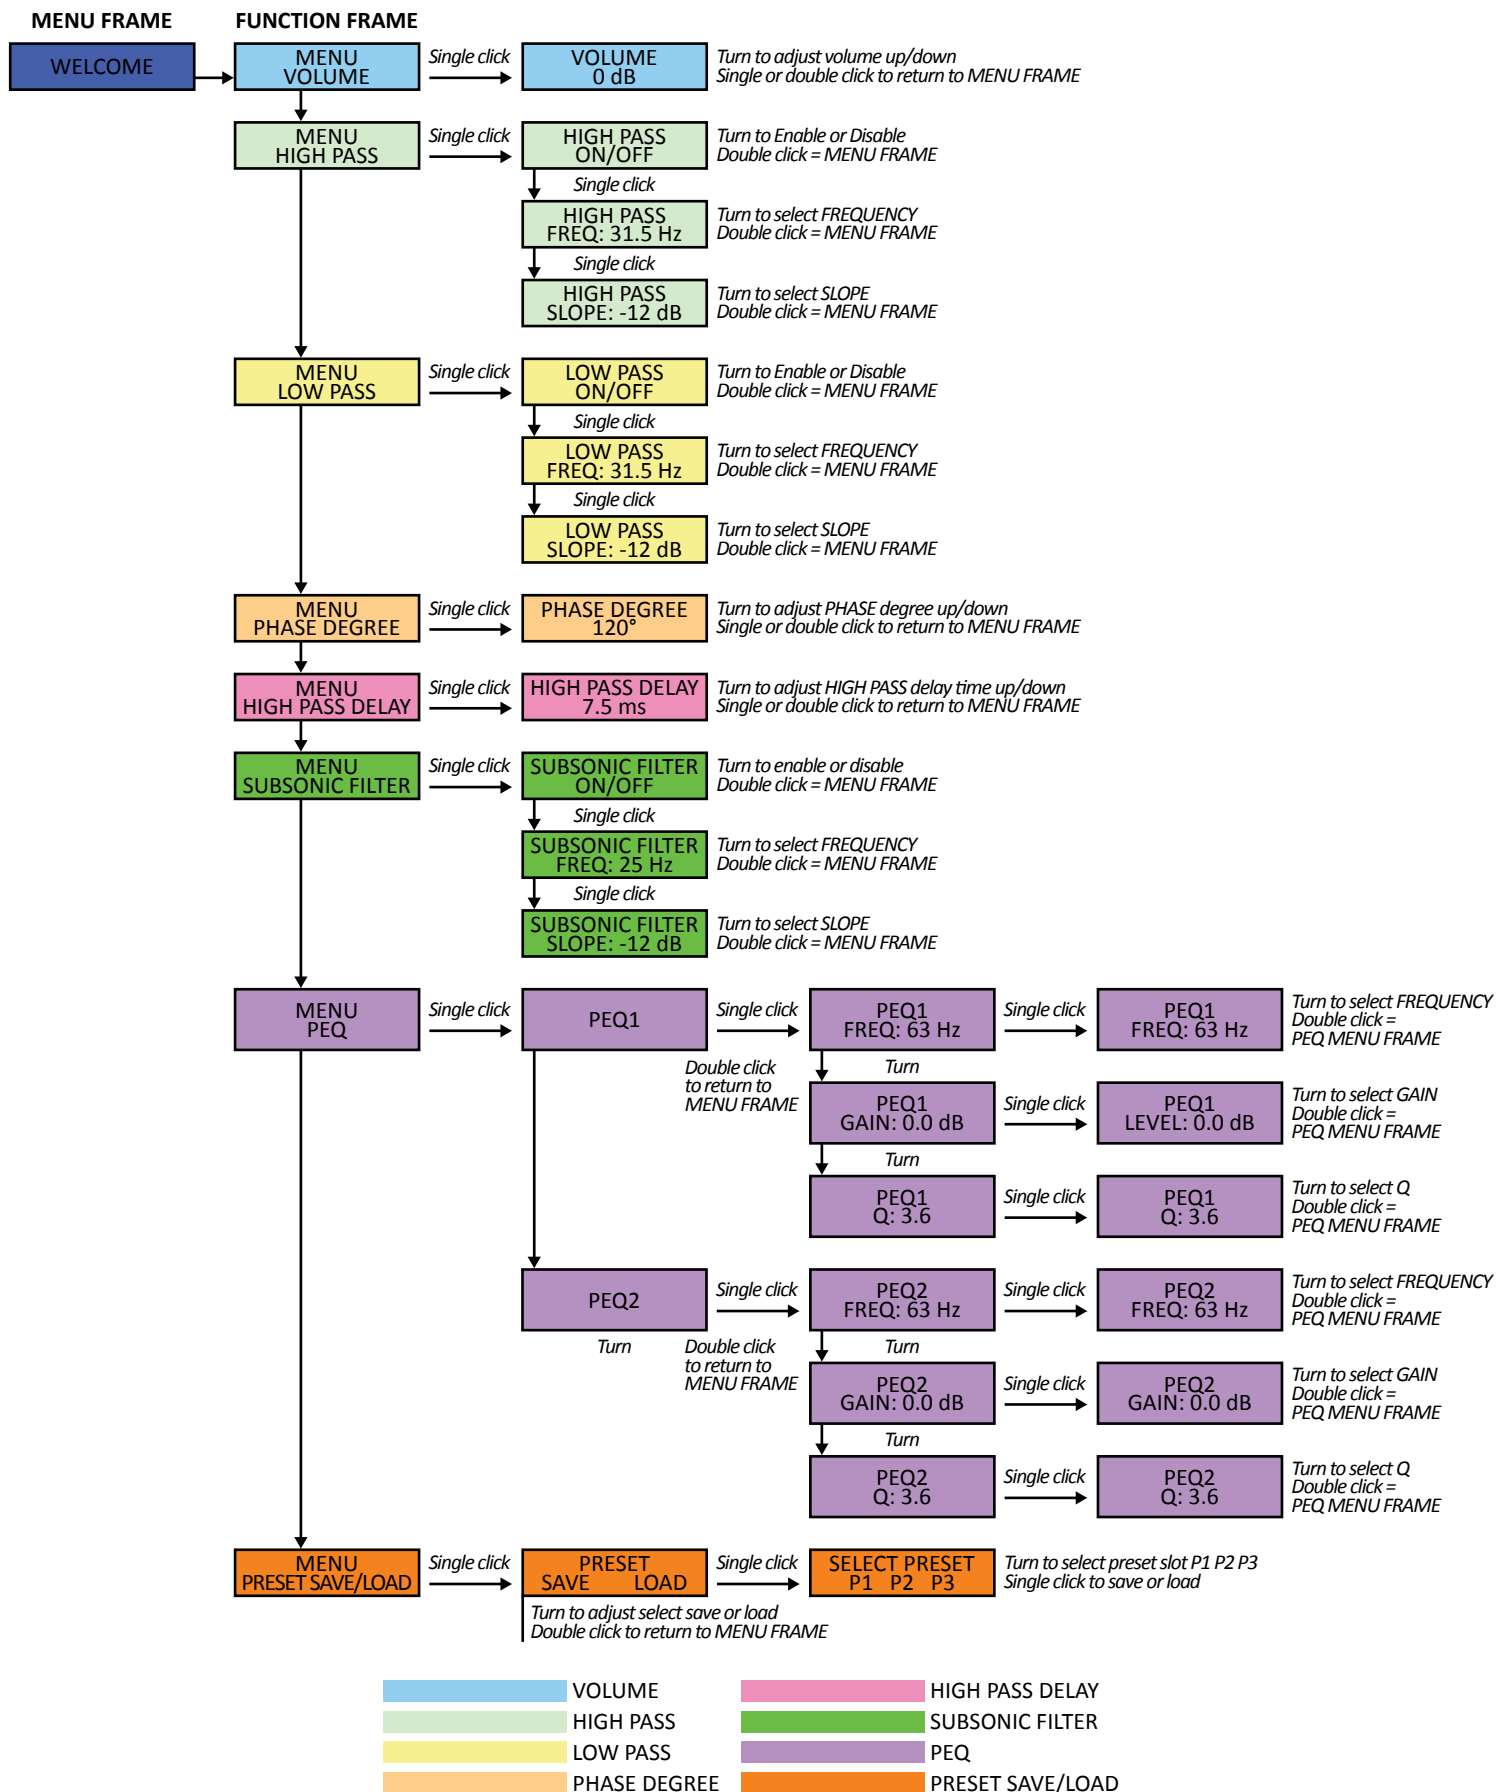 MENU FRAME
FUNCTION FRAME
WELCOME
MENU
VOLUME
Single click
VOLUME
0 dB
Turn to adjust volume up/down
Single or double click to return to MENU FRAME
MENU
HIGH PASS
Single click
HIGH PASS
ON/OFF
Turn to Enable or Disable
Double click = MENU FRAME
Single click
HIGH PASS
FREQ: 31.5 Hz
Turn to select FREQUENCY
Double click = MENU FRAME
Single click
HIGH PASS
SLOPE: -12 dB
Turn to select SLOPE
Double click = MENU FRAME
MENU
LOW PASS
Single click
LOW PASS
ON/OFF
Turn to Enable or Disable
Double click = MENU FRAME
Single click
LOW PASS
FREQ: 31.5 Hz
Turn to select FREQUENCY
Double click = MENU FRAME
Single click
LOW PASS
SLOPE: -12 dB
Turn to select SLOPE
Double click = MENU FRAME
MENU
PHASE DEGREE
Single click
PHASE DEGREE
120°
Turn to adjust PHASE degree up/down
Single or double click to return to MENU FRAME
MENU
HIGH PASS DELAY
Single click
HIGH PASS DELAY
7.5 ms
Turn to adjust HIGH PASS delay time up/down
Single or double click to return to MENU FRAME
MENU
SUBSONIC FILTER
Single click
SUBSONIC FILTER
ON/OFF
Turn to enable or disable
Double click = MENU FRAME
Single click
SUBSONIC FILTER
FREQ: 25 Hz
Turn to select FREQUENCY
Double click = MENU FRAME
Single click
SUBSONIC FILTER
SLOPE: -12 dB
Turn to select SLOPE
Double click = MENU FRAME
MENU
PEQ
Single click
PEQ1
Single click
Double click
to return to
MENU FRAME
PEQ1
FREQ: 63 Hz
Single click
PEQ1
FREQ: 63 Hz
Turn to select FREQUENCY
Double click =
PEQ MENU FRAME
Turn
PEQ1
GAIN: 0.0 dB
Single click
PEQ1
LEVEL: 0.0 dB
Turn to select GAIN
Double click =
PEQ MENU FRAME
Turn
PEQ1
Q: 3.6
Single click
PEQ1
Q: 3.6
Turn to select Q
Double click =
PEQ MENU FRAME
PEQ2
Turn
Single click
Double click
to return to
MENU FRAME
PEQ2
FREQ: 63 Hz
Single click
PEQ2
FREQ: 63 Hz
Turn to select FREQUENCY
Double click =
PEQ MENU FRAME
Turn
PEQ2
GAIN: 0.0 dB
Single click
PEQ2
GAIN: 0.0 dB
Turn to select GAIN
Double click =
PEQ MENU FRAME
Turn
PEQ2
Q: 3.6
Single click
PEQ2
Q: 3.6
Turn to select Q
Double click =
PEQ MENU FRAME
MENU
PRESET SAVE/LOAD
Single click
PRESET
SAVE LOAD
Single click
SELECT PRESET
P1 P2 P3
Turn to select preset slot P1 P2 P3
Single click to save or load
Turn to adjust select save or load
Double click to return to MENU FRAME
VOLUME
HIGH PASS
LOW PASS
PHASE DEGREE
HIGH PASS DELAY
SUBSONIC FILTER
PEQ
PRESET SAVE/LOAD